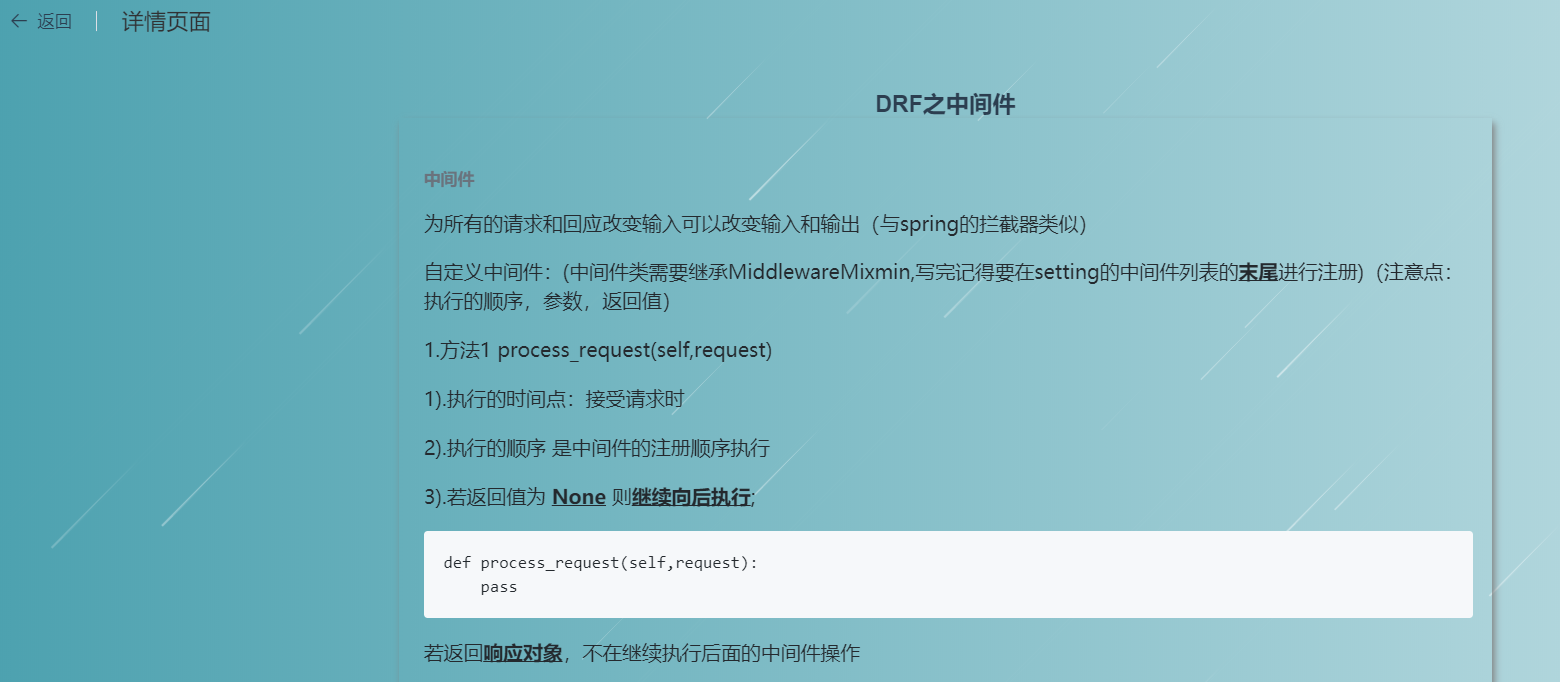 ← 返回 | 详情页面
DRF之中间件
中间件
为所有的请求和回应改变输入可以改变输入和输出（与spring的拦截器类似）
自定义中间件：(中间件类需要继承MiddlewareMixmin,写完记得要在setting的中间件列表的末尾进行注册)（注意点：
执行的顺序，参数，返回值）
1.方法1 process_request(self,request)
1).执行的时间点：接受请求时
2).执行的顺序 是中间件的注册顺序执行
3).若返回值为 None 则继续向后执行;
def process_request(self,request):
    pass
若返回响应对象，不在继续执行后面的中间件操作